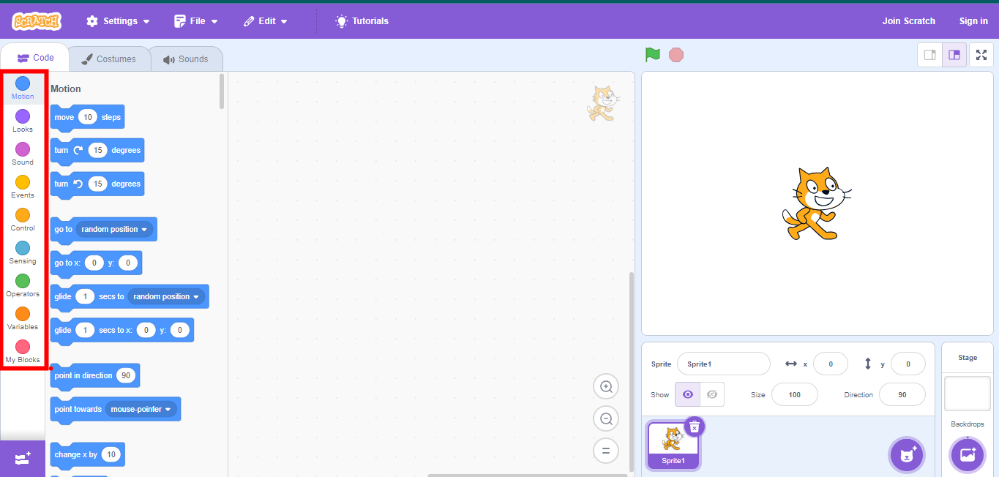 SCRATCH Settings File Edit Tutorials Join Scratch Sign in
Code Costumes Sounds
Motion
Looks
Sound
Events
Control
Sensing
Operators
Variables
My Blocks
Motion
move 10 steps
turn 15 degrees
turn 15 degrees
go to random position
go to x: 0 y: 0
glide 1 secs to random position
glide 1 secs to x: 0 y: 0
point in direction 90
point towards mouse-pointer
change x by 10
Sprite Sprite1 x 0 y 0
Show Size 100 Direction 90
Sprite1
Stage
Backdrops
1